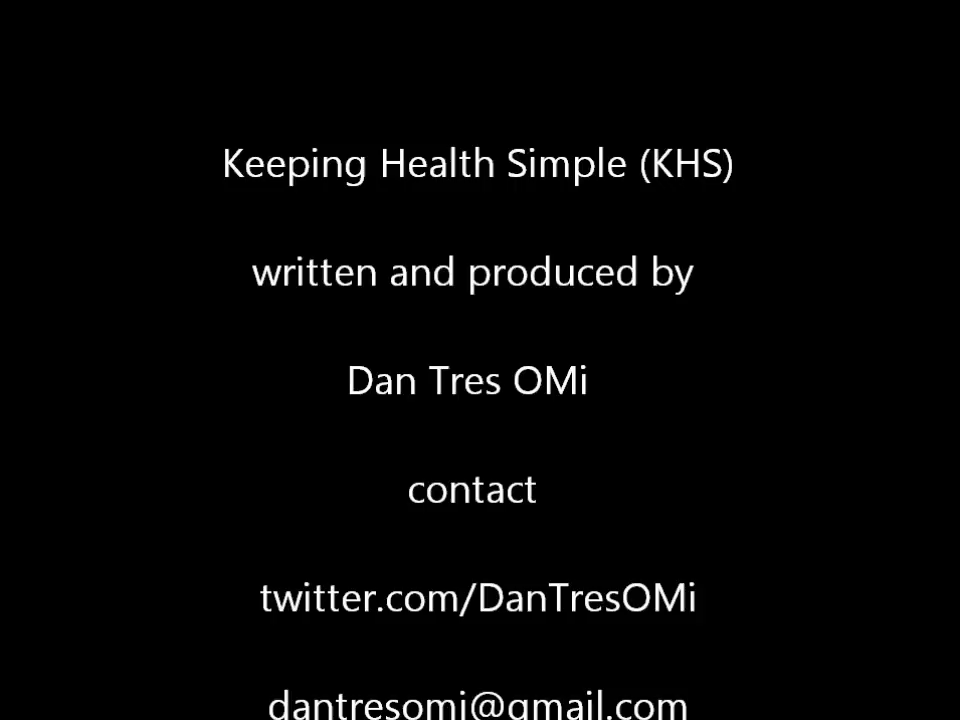 Keeping Health Simple (KHS)
written and produced by
Dan Tres OMi
contact
twitter.com/DanTresOMi
dantresomi@gmail.com